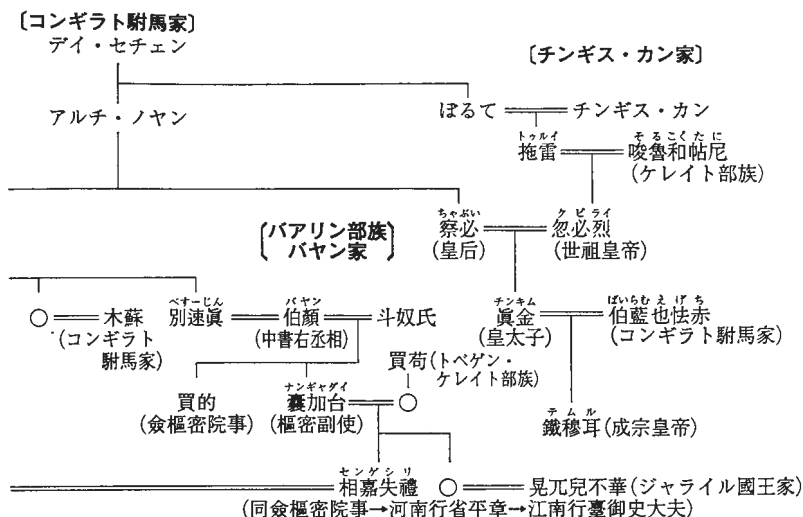 〔コンギラト駙馬家〕
デイ・セチェン
〔チンギス・カン家〕
アルチ・ノヤン
ぼるて
チンギス・カン
トゥルイ
拖雷
そるこくたに
唆魯和帖尼
(ケレイト部族)
ちゃぶい
察必
(皇后)
クビライ
忽必烈
(世祖皇帝)
〔バアリン部族
バヤン家〕
木蘇
(コンギラト
駙馬家)
べすーじん
別速眞
バヤン
伯顔
(中書右丞相)
斗奴氏
チンキム
眞金
(皇太子)
ばいらむえげち
伯藍也怯赤
(コンギラト駙馬家)
買苟(トベゲン・
ケレイト部族)
買的
(僉樞密院事)
ナンギャダイ
囊加台
(樞密副使)
テムル
鐵穆耳(成宗皇帝)
センゲシリ
相嘉失禮
晃兀兒不華(ジャライル國王家)
(同僉樞密院事→河南行省平章→江南行臺御史大夫)